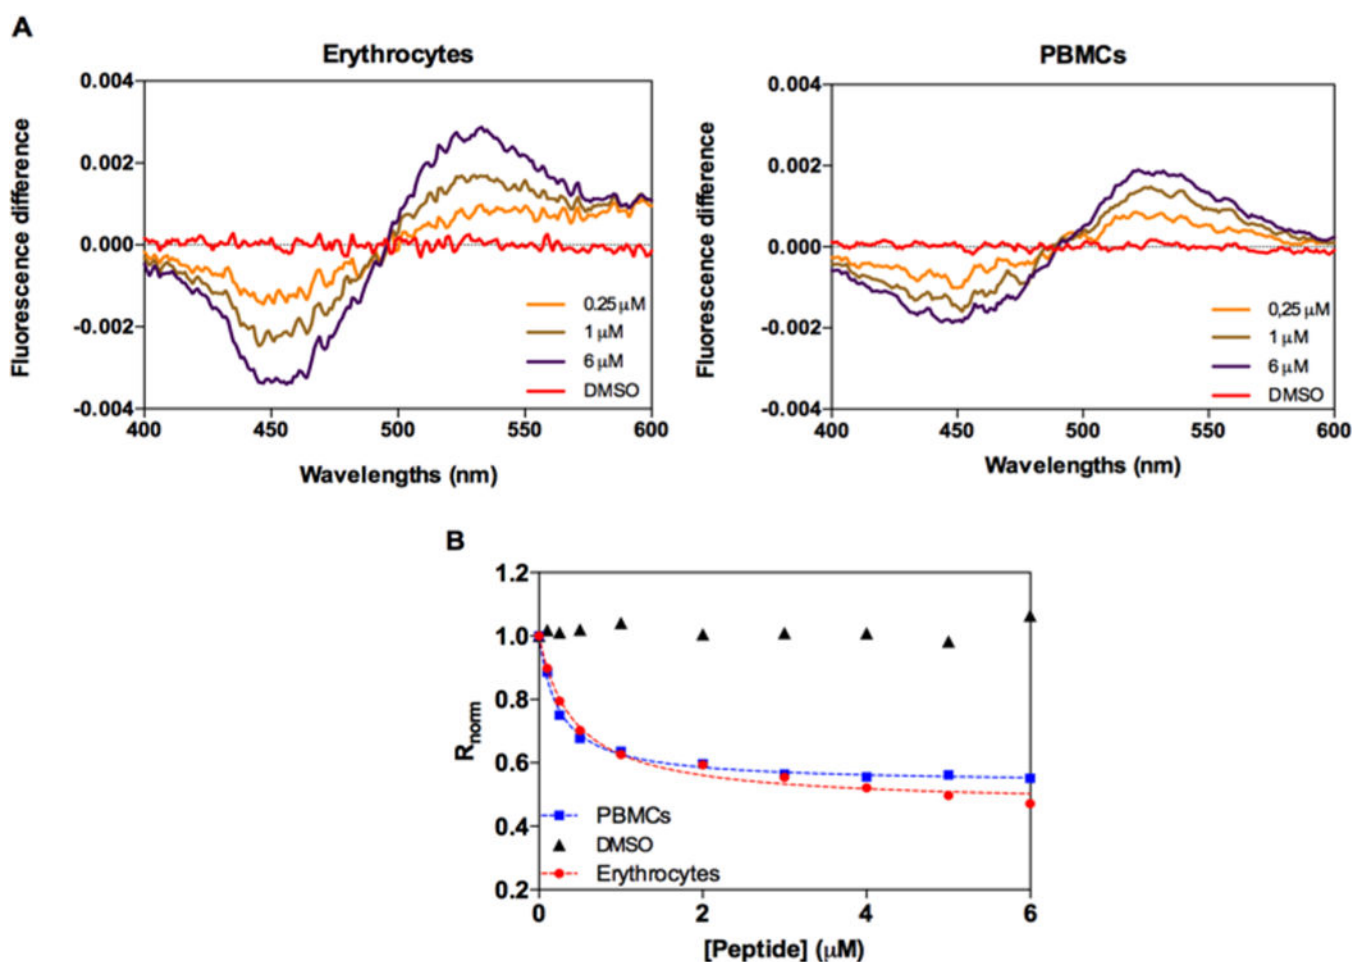 A
Erythrocytes
PBMCs
Fluorescence difference
0.004
0.002
0.000
-0.002
-0.004
400
450
500
550
600
Wavelengths (nm)
0.25 μM
1 μM
6 μM
DMSO
Fluorescence difference
0.004
0.002
0.000
-0.002
-0.004
400
450
500
550
600
Wavelengths (nm)
0,25 μM
1 μM
6 μM
DMSO
B
Rnorm
1.2
1.0
0.8
0.6
0.4
0.2
PBMCs
DMSO
Erythrocytes
0
2
4
6
[Peptide] (μM)